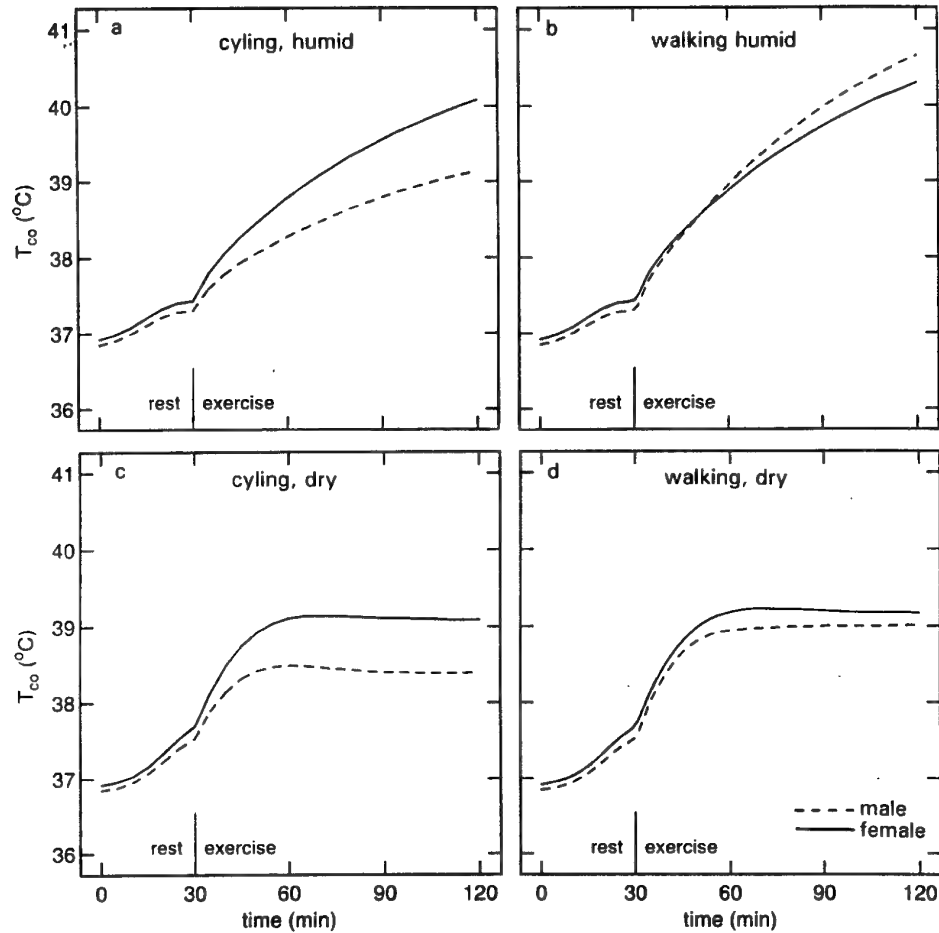 a
cyling, humid
b
walking humid
41
40
39
38
37
36
T_co (°C)
rest
exercise
rest
exercise
c
cyling, dry
d
walking, dry
41
40
39
38
37
36
T_co (°C)
rest
exercise
rest
exercise
male
female
0 30 60 90 120
0 30 60 90 120
time (min)
time (min)